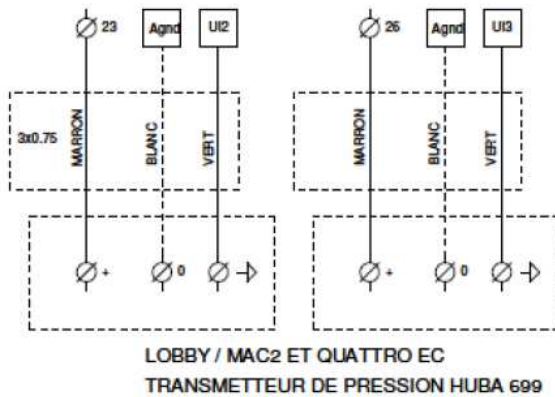 23 Agnd UI2 26 Agnd UI3
3x0.75 MARRON BLANC VERT MARRON BLANC VERT
+ 0 + 0
LOBBY / MAC2 ET QUATTRO EC
TRANSMETTEUR DE PRESSION HUBA 699